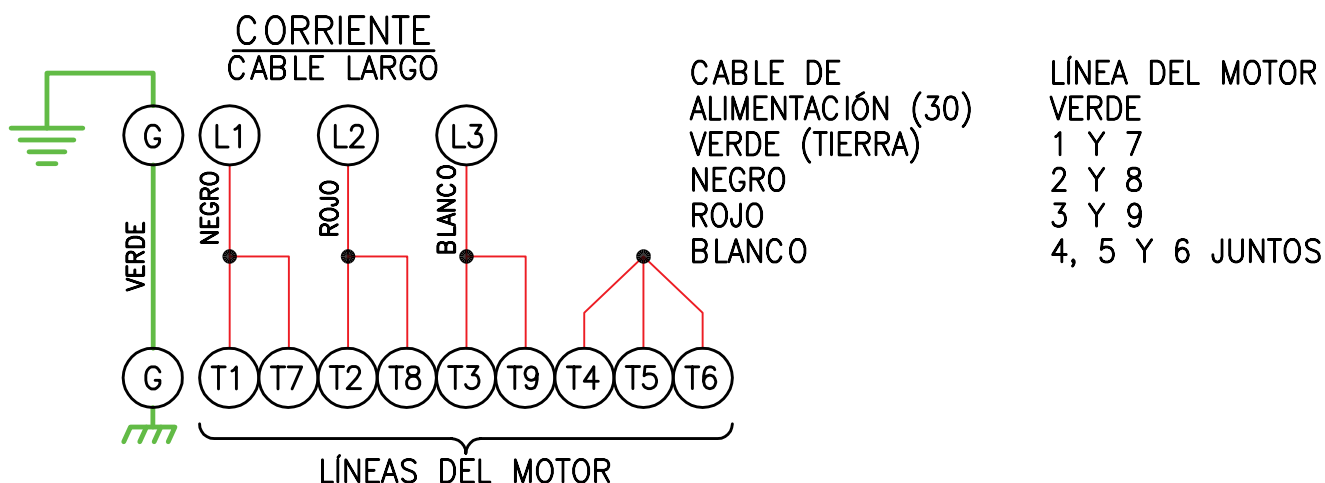 CORRIENTE
CABLE LARGO
G L1 L2 L3
VERDE
NEGRO
ROJO
BLANCO
G T1 T7 T2 T8 T3 T9 T4 T5 T6
LÍNEAS DEL MOTOR
CABLE DE
ALIMENTACIÓN (30)
VERDE (TIERRA)
NEGRO
ROJO
BLANCO
LÍNEA DEL MOTOR
VERDE
1 Y 7
2 Y 8
3 Y 9
4, 5 Y 6 JUNTOS